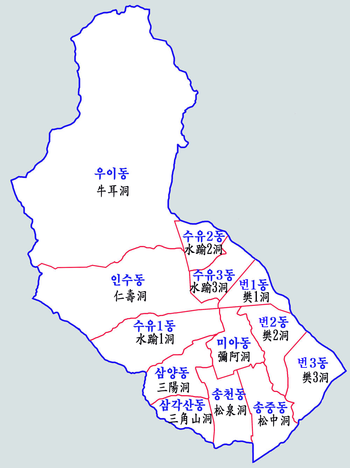 우이동
牛耳洞
수유2동
水踰2洞
수유3동
水踰3洞
인수동
仁壽洞
번1동
樊1洞
수유1동
水踰1洞
번2동
樊2洞
미아동
彌阿洞
번3동
樊3洞
삼양동
三陽洞
송천동
松泉洞
삼각산동
三角山洞
송중동
松中洞